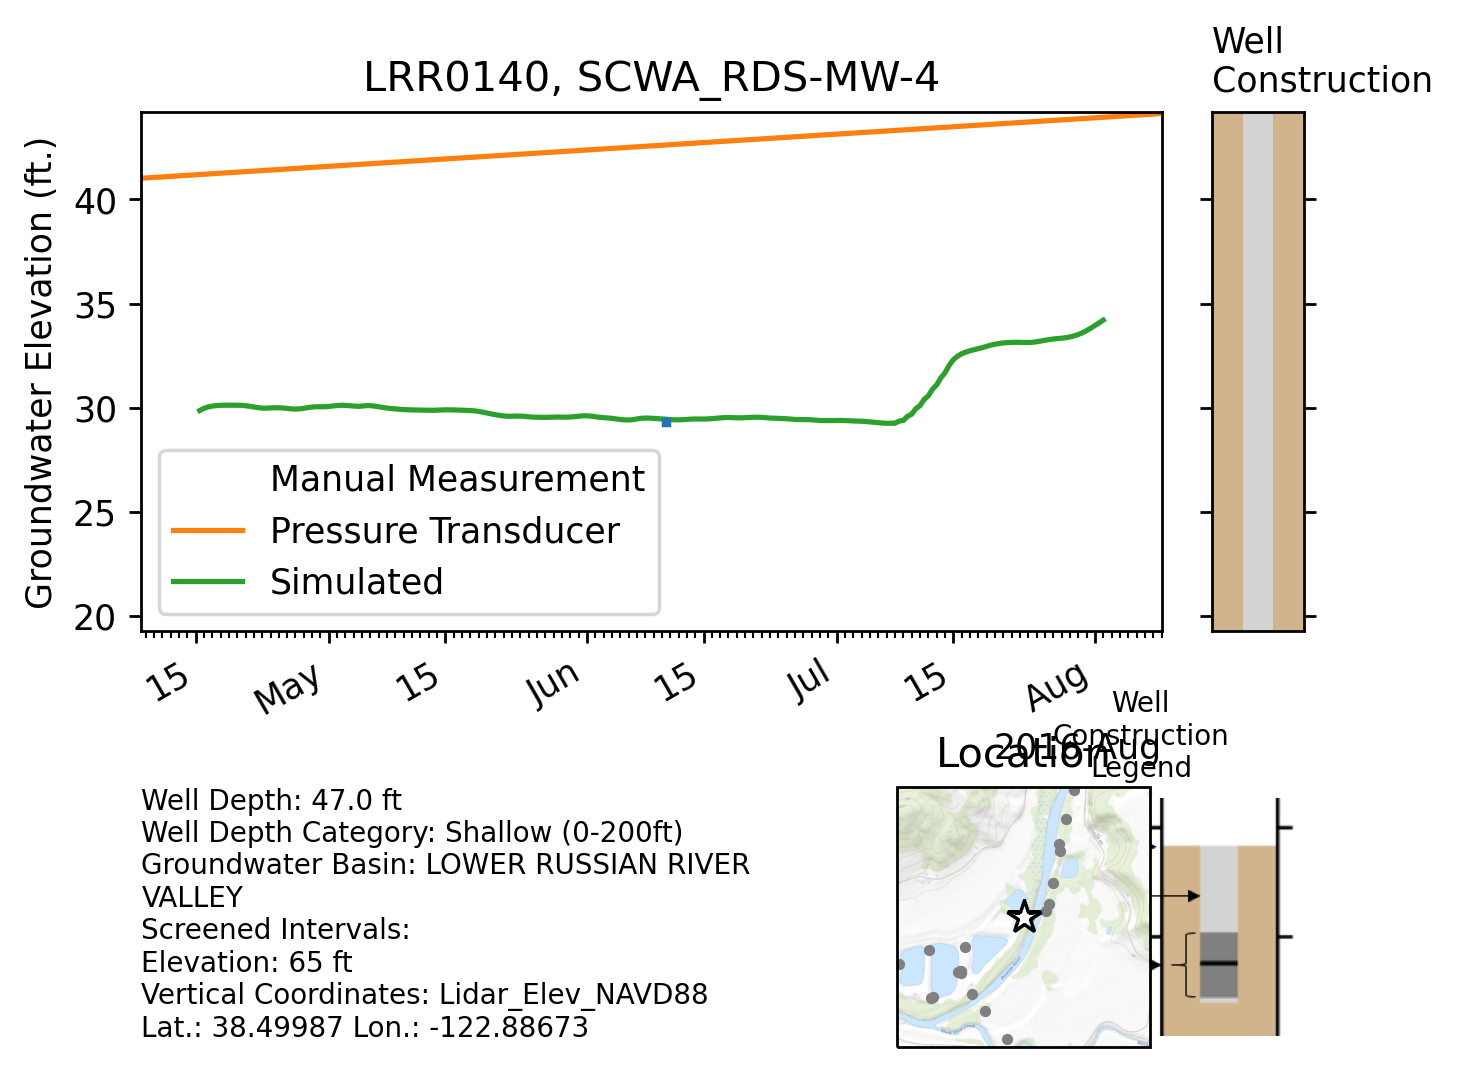 Well
Construction
LRR0140, SCWA_RDS-MW-4
Groundwater Elevation (ft.)
40
35
30
25
20
Manual Measurement
Pressure Transducer
Simulated
15
May
15
Jun
15
Jul
15
Aug
2016-Aug
Location
Well
Construction
Legend
Well Depth: 47.0 ft
Well Depth Category: Shallow (0-200ft)
Groundwater Basin: LOWER RUSSIAN RIVER
VALLEY
Screened Intervals:
Elevation: 65 ft
Vertical Coordinates: Lidar_Elev_NAVD88
Lat.: 38.49987 Lon.: -122.88673